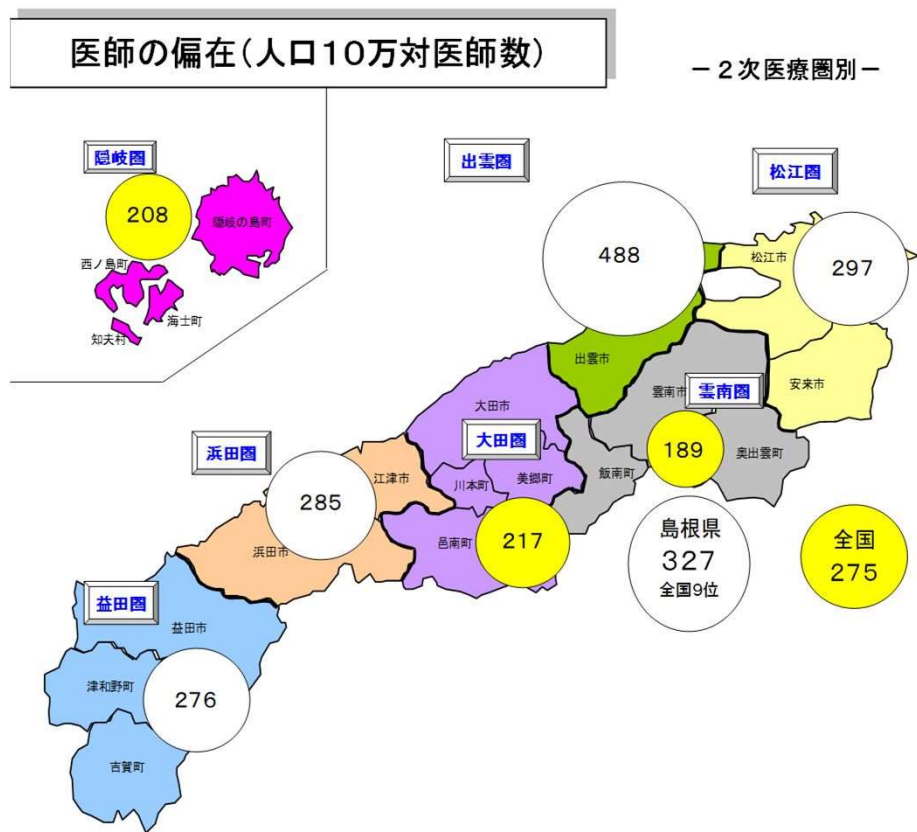 医師の偏在(人口10万対医師数)
－2次医療圏別－
隠岐圏
208
隠岐の島町
西ノ島町
海士町
知夫村
出雲圏
488
出雲市
松江圏
松江市
297
安来市
雲南圏
雲南市
189
奥出雲町
飯南町
大田圏
大田市
川本町
美郷町
邑南町
217
浜田圏
江津市
285
浜田市
益田圏
益田市
津和野町
276
吉賀町
島根県
327
全国9位
全国
275